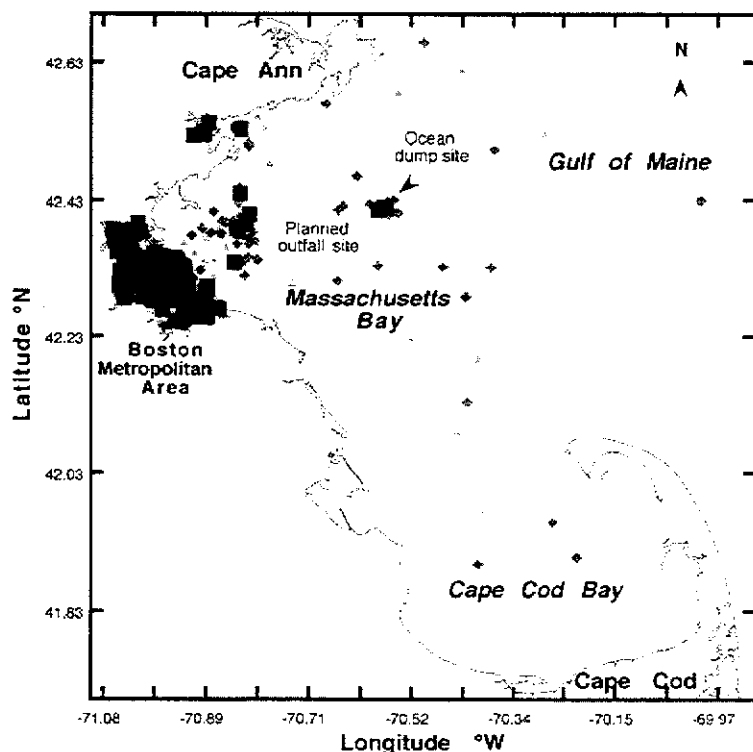 42.63
Cape Ann
N
Ocean
dump site
Gulf of Maine
42.43
Planned
outfall site
Massachusetts
Bay
42.23
Boston
Metropolitan
Area
Latitude °N
42.03
Cape Cod Bay
41.83
Cape Cod
-71.08 -70.89 -70.71 -70.52 -70.34 -70.15 -69.97
Longitude °W